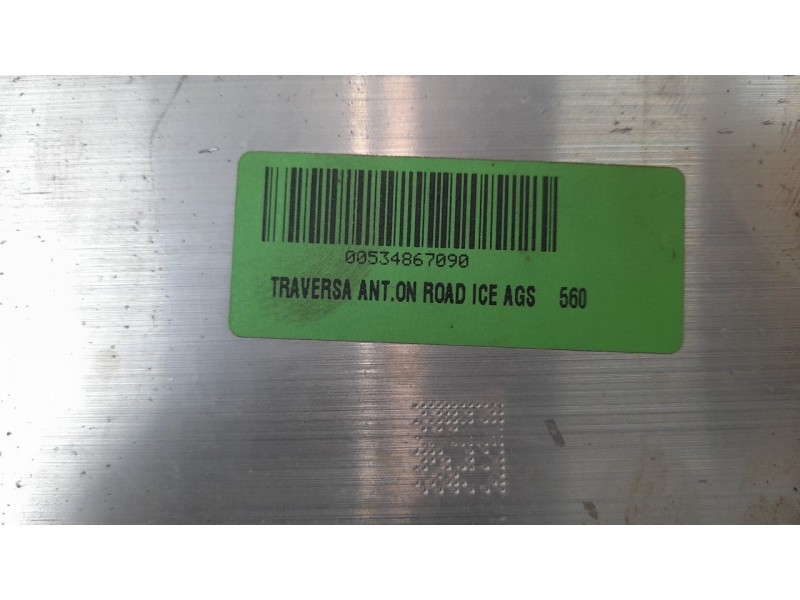 00534867090
TRAVERSA ANT.ON ROAD ICE AGS 560